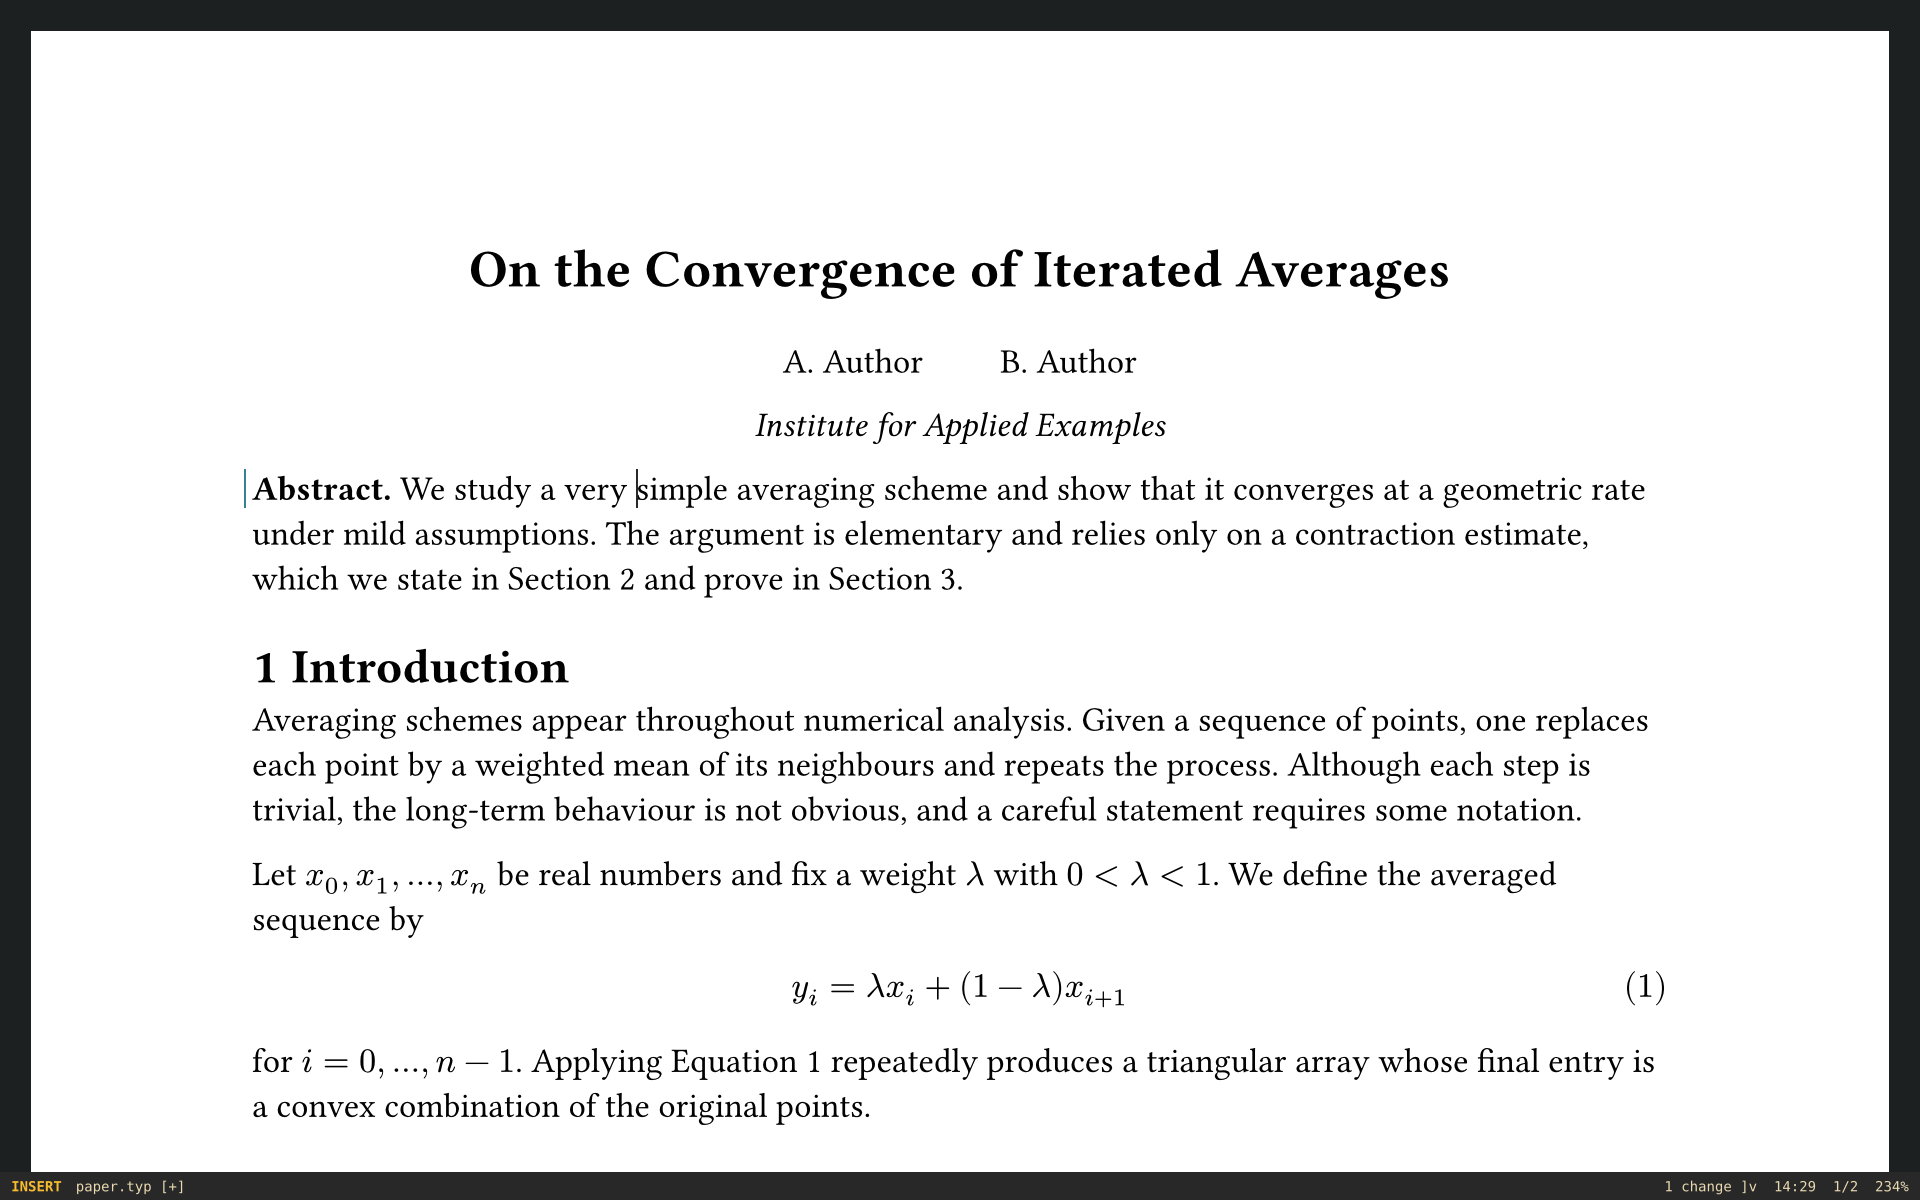 On the Convergence of Iterated Averages
A. Author B. Author
Institute for Applied Examples
Abstract. We study a very simple averaging scheme and show that it converges at a geometric rate
under mild assumptions. The argument is elementary and relies only on a contraction estimate,
which we state in Section 2 and prove in Section 3.
1 Introduction
Averaging schemes appear throughout numerical analysis. Given a sequence of points, one replaces
each point by a weighted mean of its neighbours and repeats the process. Although each step is
trivial, the long-term behaviour is not obvious, and a careful statement requires some notation.
Let x₀, x₁, ..., xₙ be real numbers and fix a weight λ with 0 < λ < 1. We define the averaged
sequence by
yᵢ = λxᵢ + (1 − λ)xᵢ₊₁ (1)
for i = 0, ..., n − 1. Applying Equation 1 repeatedly produces a triangular array whose final entry is
a convex combination of the original points.
INSERT paper.typ [+] 1 change ]v 14:29 1/2 234%